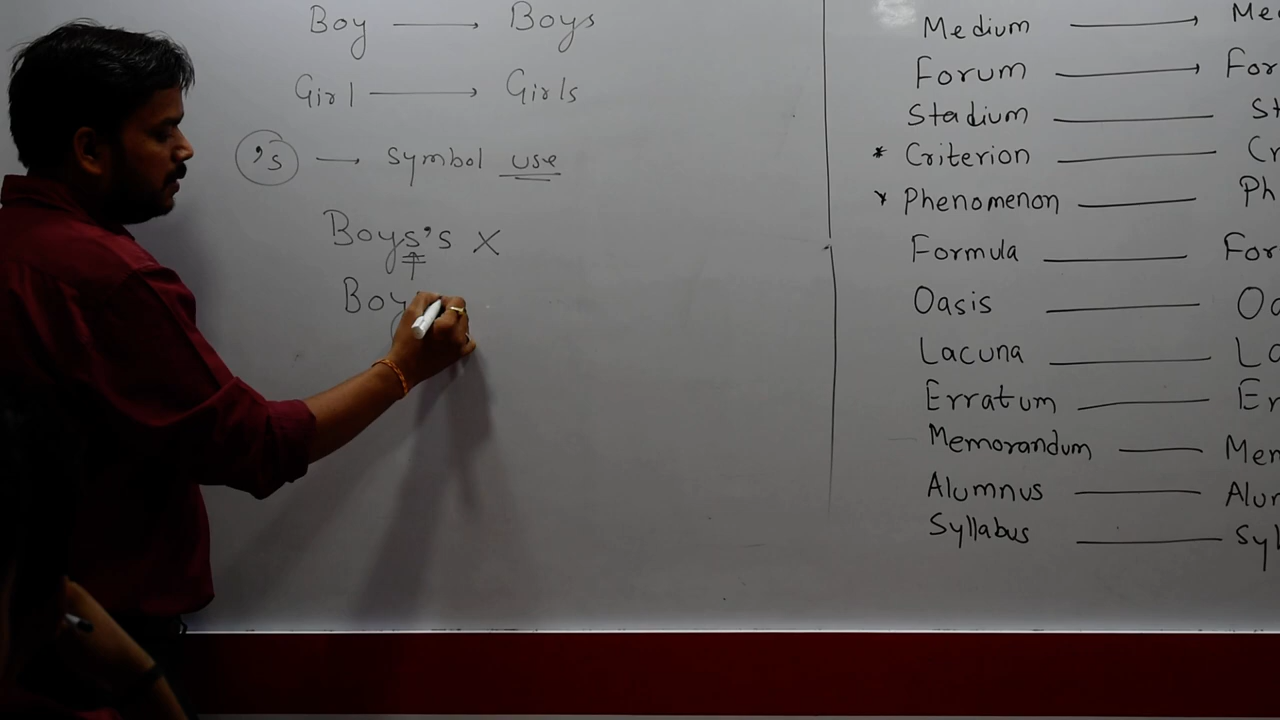 Boy → Boys
Girl → Girls
's → symbol use
Boys's X
Boy
Medium → Me
Forum → For
Stadium — St
* Criterion — Cr
* Phenomenon — Ph
Formula — For
Oasis — Oa
Lacuna — La
Erratum — Er
Memorandum — Mem
Alumnus — Alum
Syllabus — Syl